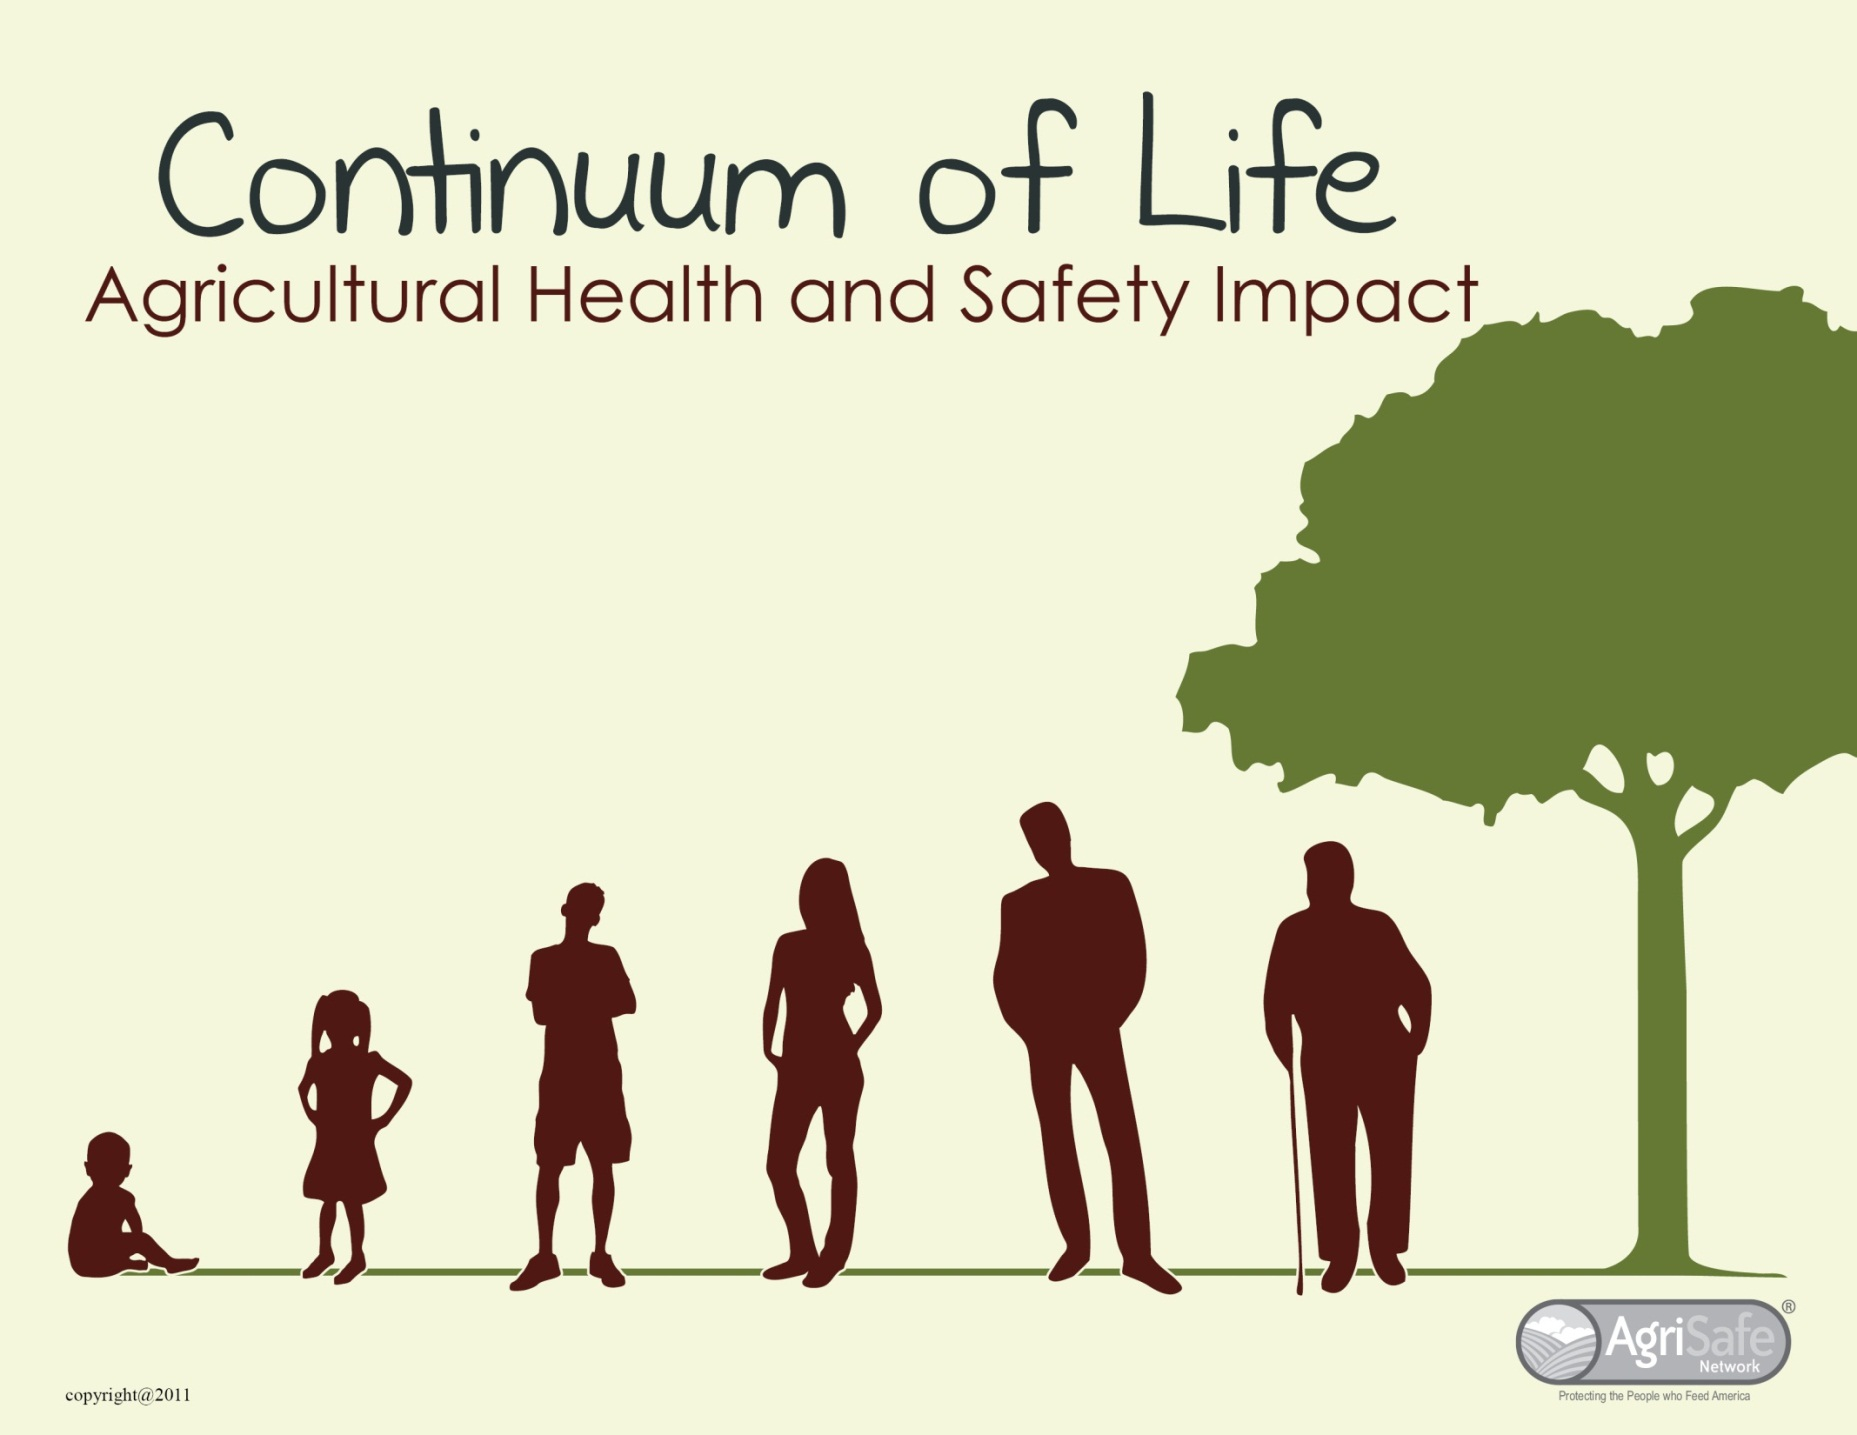 Continuum of Life
Agricultural Health and Safety Impact
AgriSafe
Network
®
Protecting the People who Feed America
copyright@2011